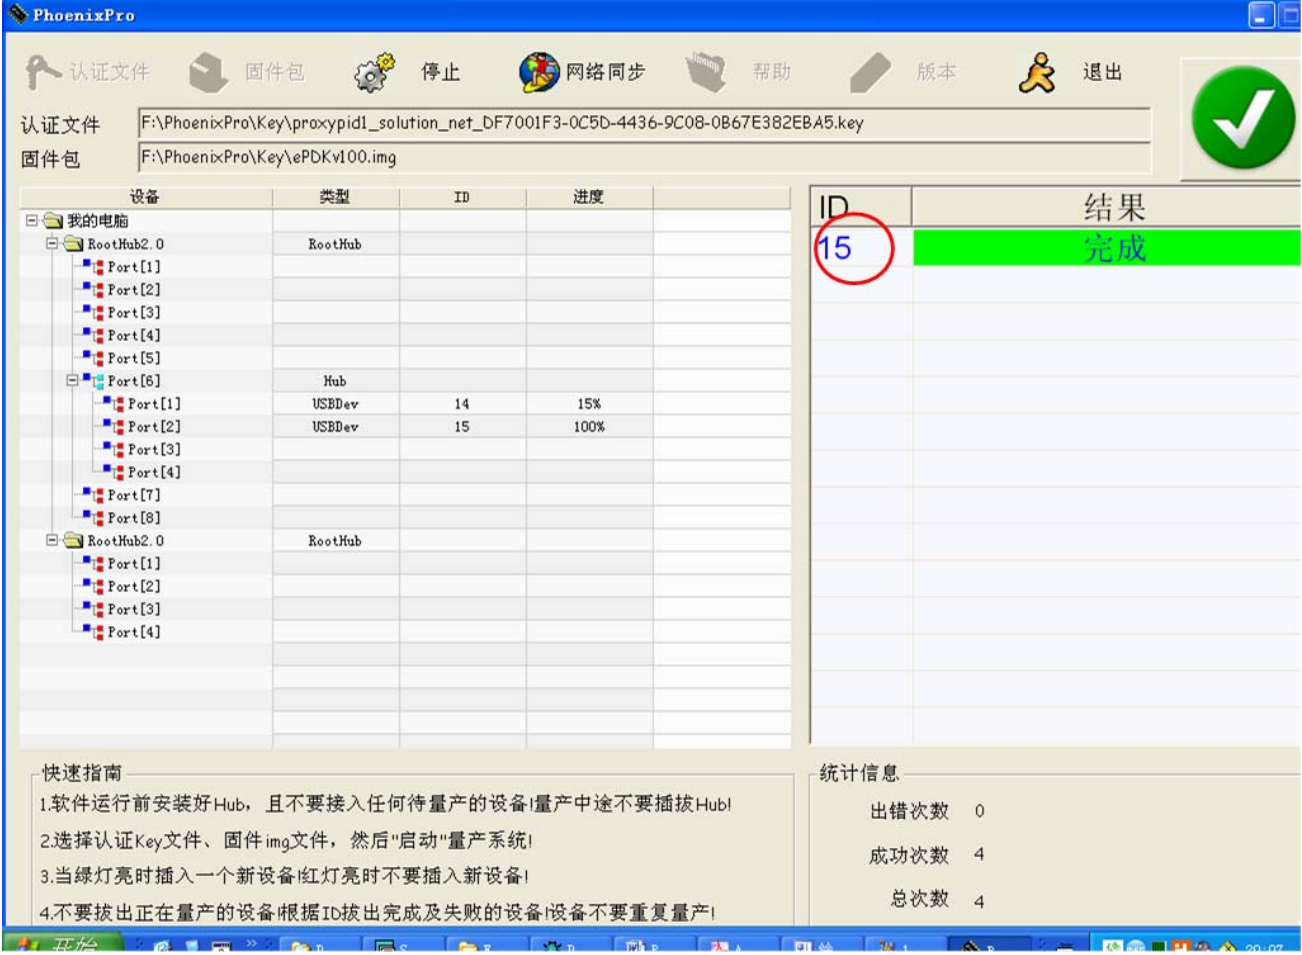 PhoenixPro
认证文件 固件包 停止 网络同步 帮助 版本 退出
认证文件 F:\PhoenixPro\Key\proxypid1_solution_net_DF7001F3-0C5D-4436-9C08-0B67E382EBA5.key
固件包 F:\PhoenixPro\Key\ePDKv100.img
设备 类型 ID 进度
我的电脑
RootHub2.0 RootHub
Port[1]
Port[2]
Port[3]
Port[4]
Port[5]
Port[6] Hub
Port[1] USBDev 14 15%
Port[2] USBDev 15 100%
Port[3]
Port[4]
Port[7]
Port[8]
RootHub2.0 RootHub
Port[1]
Port[2]
Port[3]
Port[4]
ID 结果
15 完成
快速指南
1.软件运行前安装好Hub，且不要接入任何待量产的设备!量产中途不要插拔Hub!
2.选择认证Key文件、固件img文件，然后"启动"量产系统!
3.当绿灯亮时插入一个新设备!红灯亮时不要插入新设备!
4.不要拔出正在量产的设备!根据ID拔出完成及失败的设备!设备不要重复量产!
统计信息
出错次数 0
成功次数 4
总次数 4
开始